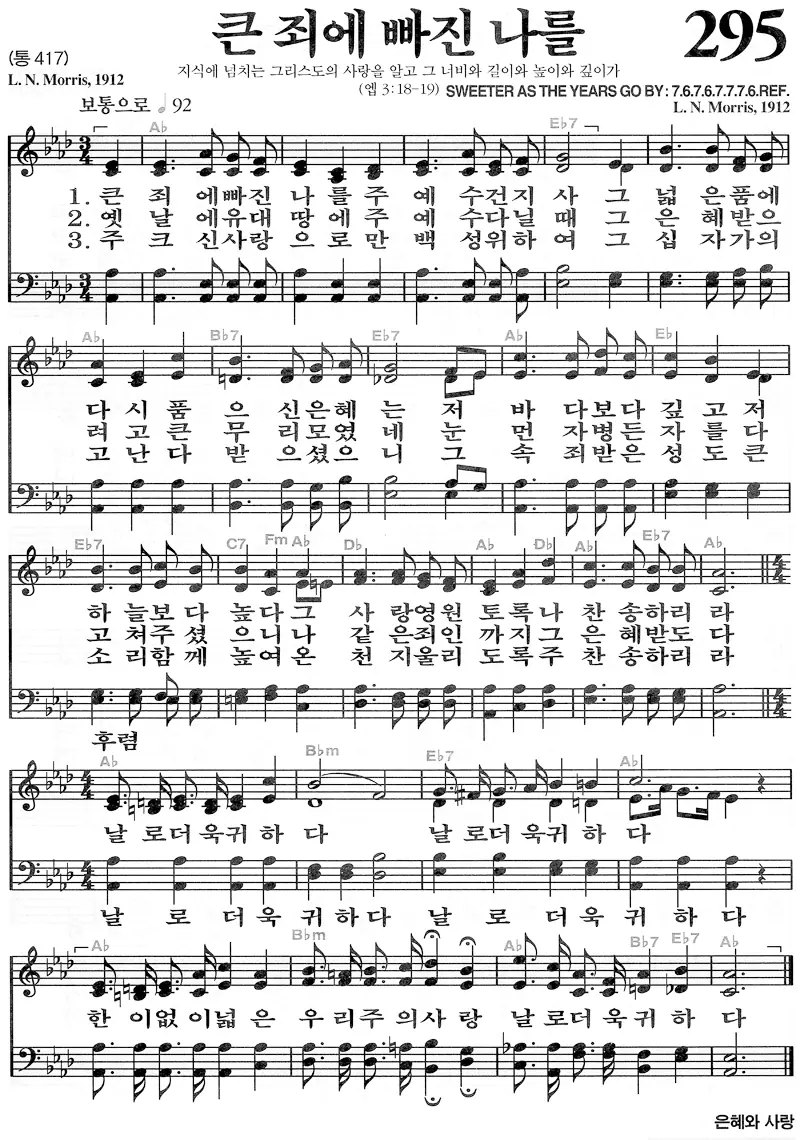 큰 죄에 빠진 나를
295
(통 417)
L. N. Morris, 1912
지식에 넘치는 그리스도의 사랑을 알고 그 너비와 길이와 높이와 깊이가
(엡 3:18-19) SWEETER AS THE YEARS GO BY: 7.6.7.6.7.7.7.6.REF.
보통으로 ♩92
L. N. Morris, 1912
A♭ E♭7
1. 큰 죄 에빠진 나 를주 예 수건지 사 그 넓 은품에
2. 옛 날 에유대 땅 에주 예 수다닐 때 그 은 혜받으
3. 주 크 신사랑 으 로만 백 성위하 여 그 십 자가의
A♭ B♭7 E♭7 A♭ E♭
다 시 품 으 신은혜 는 저 바 다보다 깊 고저
려 고큰 무 리모였 네 눈 먼 자병든 자 를다
고 난다 받 으셨으 니 그 속 죄받은 성 도큰
E♭7 C7 Fm A♭ D♭ A♭ D♭ A♭ E♭7 A♭
하 늘보다 높 다그 사 랑영원 토 록나 찬 송하리 라
고 쳐주 셨 으니나 같 은죄인 까 지그 은 혜받도 다
소 리함께 높 여온 천 지울리 도 록주 찬 송하리 라
후렴
A♭ B♭m E♭7 A♭
날 로더 욱귀 하 다 날 로더 욱귀 하 다
날 로 더 욱 귀 하 다 날 로 더 욱 귀 하 다
A♭ B♭m A♭ B♭7 E♭7 A♭
한 이없 이넓 은 우 리주 의사 랑 날 로더 욱귀 하 다
은혜와 사랑